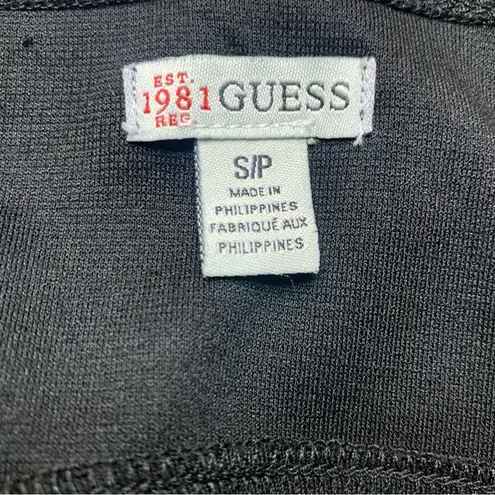 EST.
1981 GUESS
REG.
S/P
MADE IN
PHILIPPINES
FABRIQUÉ AUX
PHILIPPINES